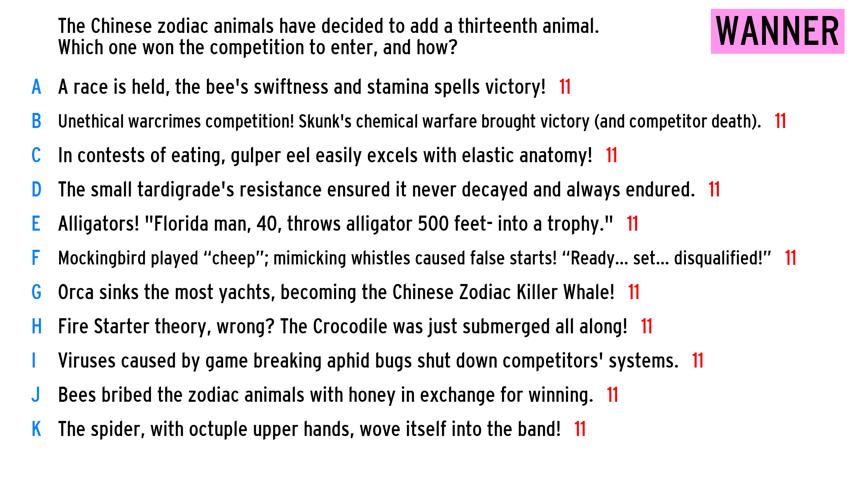 The Chinese zodiac animals have decided to add a thirteenth animal.
Which one won the competition to enter, and how?
WANNER
A A race is held, the bee's swiftness and stamina spells victory! 11
B Unethical warcrimes competition! Skunk's chemical warfare brought victory (and competitor death). 11
C In contests of eating, gulper eel easily excels with elastic anatomy! 11
D The small tardigrade's resistance ensured it never decayed and always endured. 11
E Alligators! "Florida man, 40, throws alligator 500 feet- into a trophy." 11
F Mockingbird played “cheep”; mimicking whistles caused false starts! “Ready... set... disqualified!” 11
G Orca sinks the most yachts, becoming the Chinese Zodiac Killer Whale! 11
H Fire Starter theory, wrong? The Crocodile was just submerged all along! 11
I Viruses caused by game breaking aphid bugs shut down competitors' systems. 11
J Bees bribed the zodiac animals with honey in exchange for winning. 11
K The spider, with octuple upper hands, wove itself into the band! 11